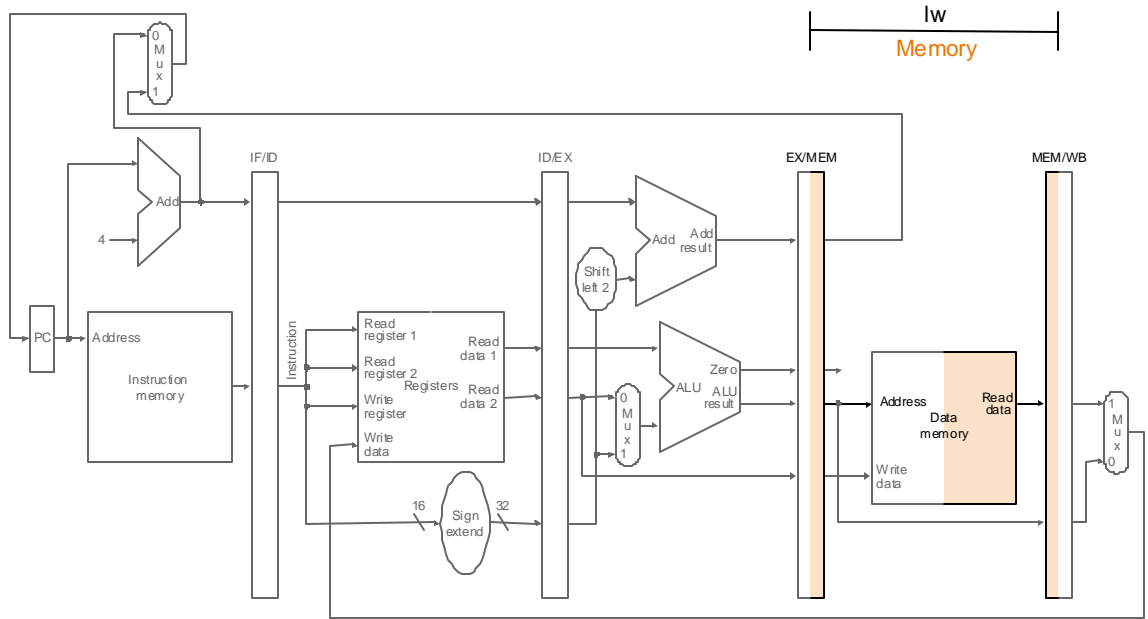 lw
Memory
0
M
u
x
1
IF/ID
ID/EX
EX/MEM
MEM/WB
Add
4
Add
Add
result
Shift
left 2
PC
Address
Instruction
memory
Instruction
Read
register 1
Read
register 2
Registers
Write
register
Write
data
Read
data 1
Read
data 2
0
M
u
x
1
Zero
ALU
ALU
result
Address
Data
memory
Read
data
Write
data
1
M
u
x
0
16
Sign
extend
32